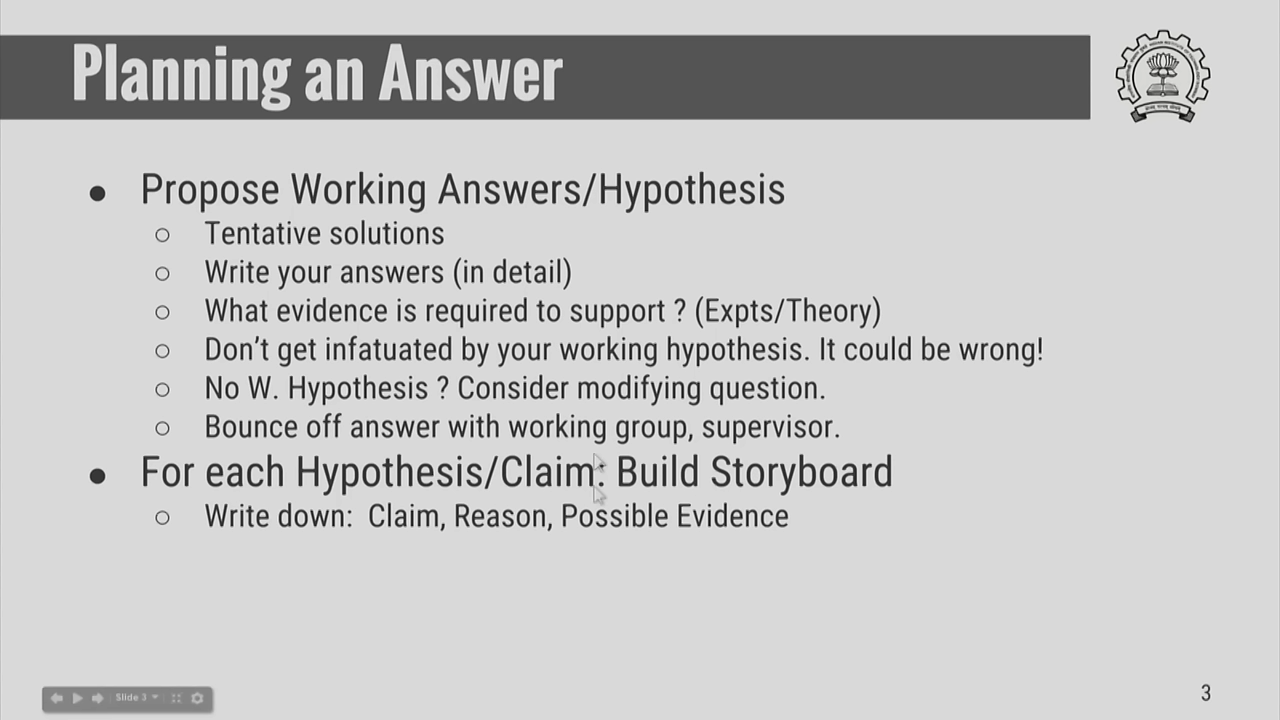 Planning an Answer
● Propose Working Answers/Hypothesis
○ Tentative solutions
○ Write your answers (in detail)
○ What evidence is required to support ? (Expts/Theory)
○ Don't get infatuated by your working hypothesis. It could be wrong!
○ No W. Hypothesis ? Consider modifying question.
○ Bounce off answer with working group, supervisor.
● For each Hypothesis/Claim: Build Storyboard
○ Write down: Claim, Reason, Possible Evidence
Slide 3
3